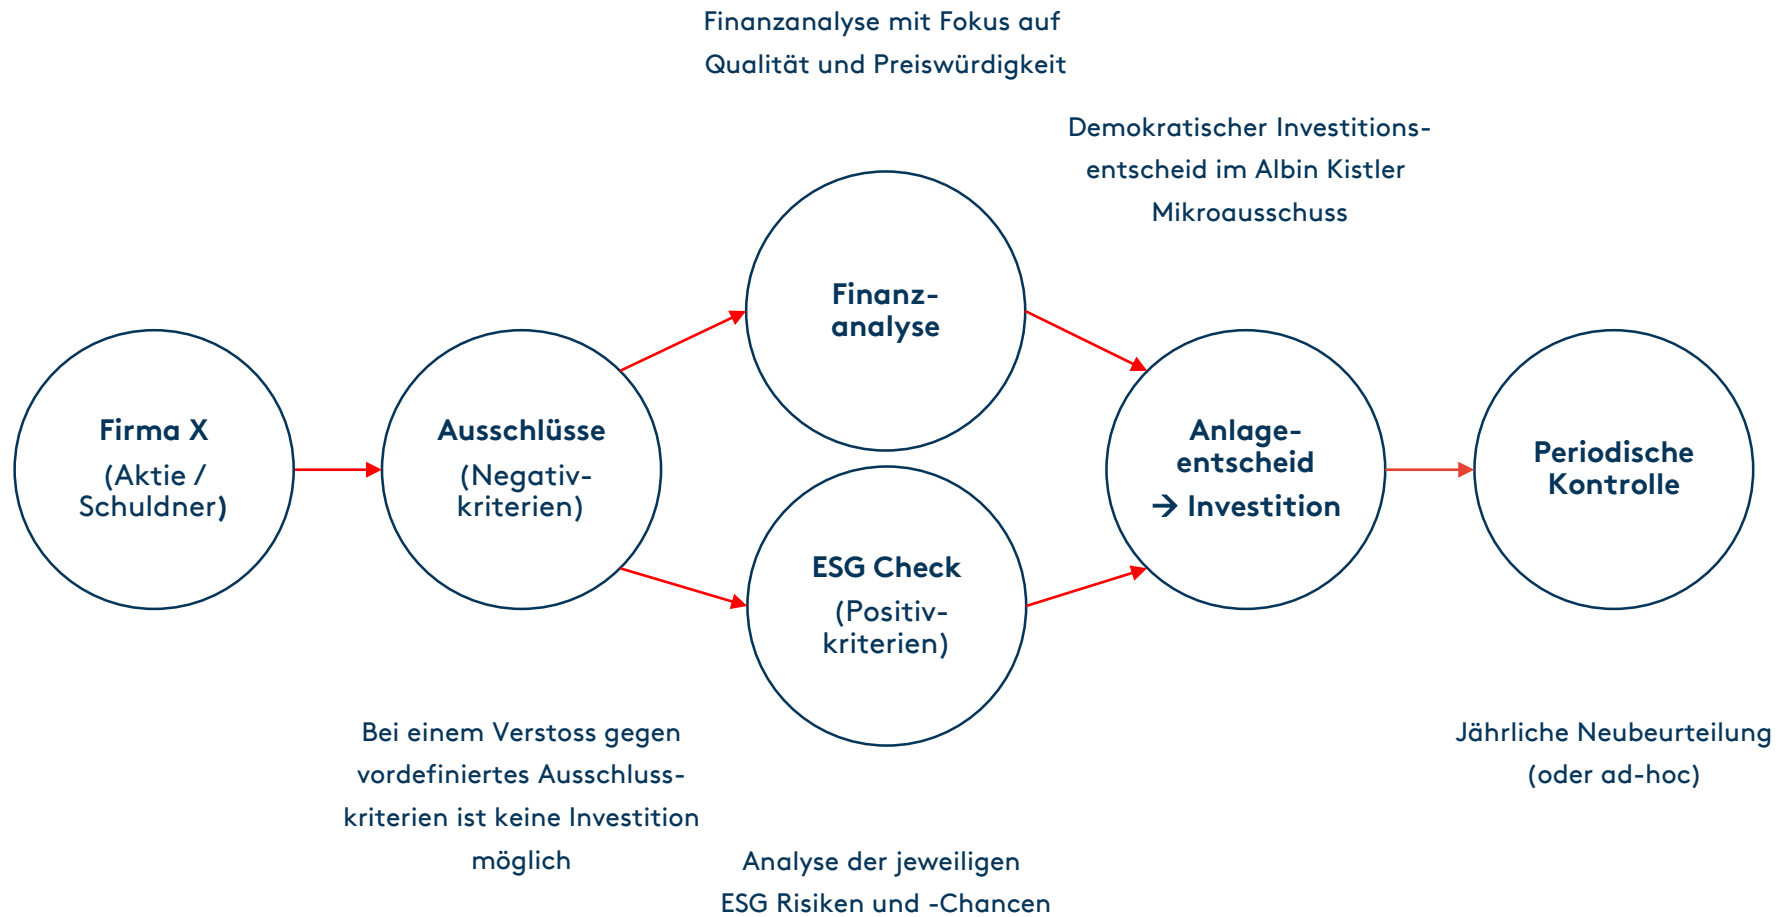 Finanzanalyse mit Fokus auf
Qualität und Preiswürdigkeit
Demokratischer Investitions-
entscheid im Albin Kistler
Mikroausschuss
Firma X
(Aktie /
Schuldner)
Ausschlüsse
(Negativ-
kriterien)
Finanz-
analyse
ESG Check
(Positiv-
kriterien)
Anlage-
entscheid
→ Investition
Periodische
Kontrolle
Bei einem Verstoss gegen
vordefiniertes Ausschluss-
kriterien ist keine Investition
möglich
Analyse der jeweiligen
ESG Risiken und -Chancen
Jährliche Neubeurteilung
(oder ad-hoc)